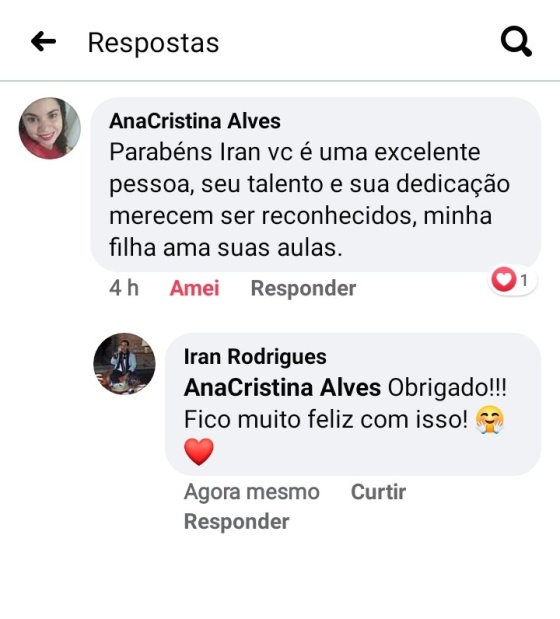 Respostas
AnaCristina Alves
Parabéns Iran vc é uma excelente
pessoa, seu talento e sua dedicação
merecem ser reconhecidos, minha
filha ama suas aulas.
4 h Amei Responder 1
Iran Rodrigues
AnaCristina Alves Obrigado!!!
Fico muito feliz com isso! 🤗
❤️
Agora mesmo Curtir
Responder